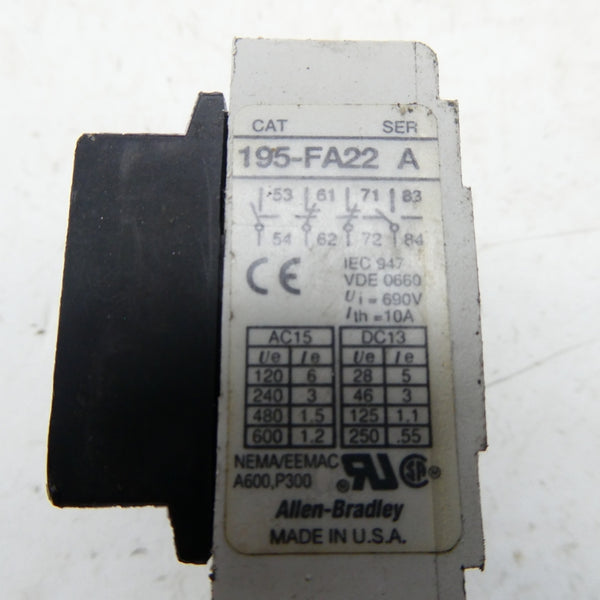 CAT SER
195-FA22 A
53 61 71 83
54 62 72 84
CE
IEC 947
VDE 0660
Ui = 690V
Ith = 10A
AC15 DC13
Ue Ie Ue Ie
120 6 28 5
240 3 46 3
480 1.5 125 1.1
600 1.2 250 .55
NEMA/EEMAC
A600,P300
® RU ® SA
Allen-Bradley
MADE IN U.S.A.